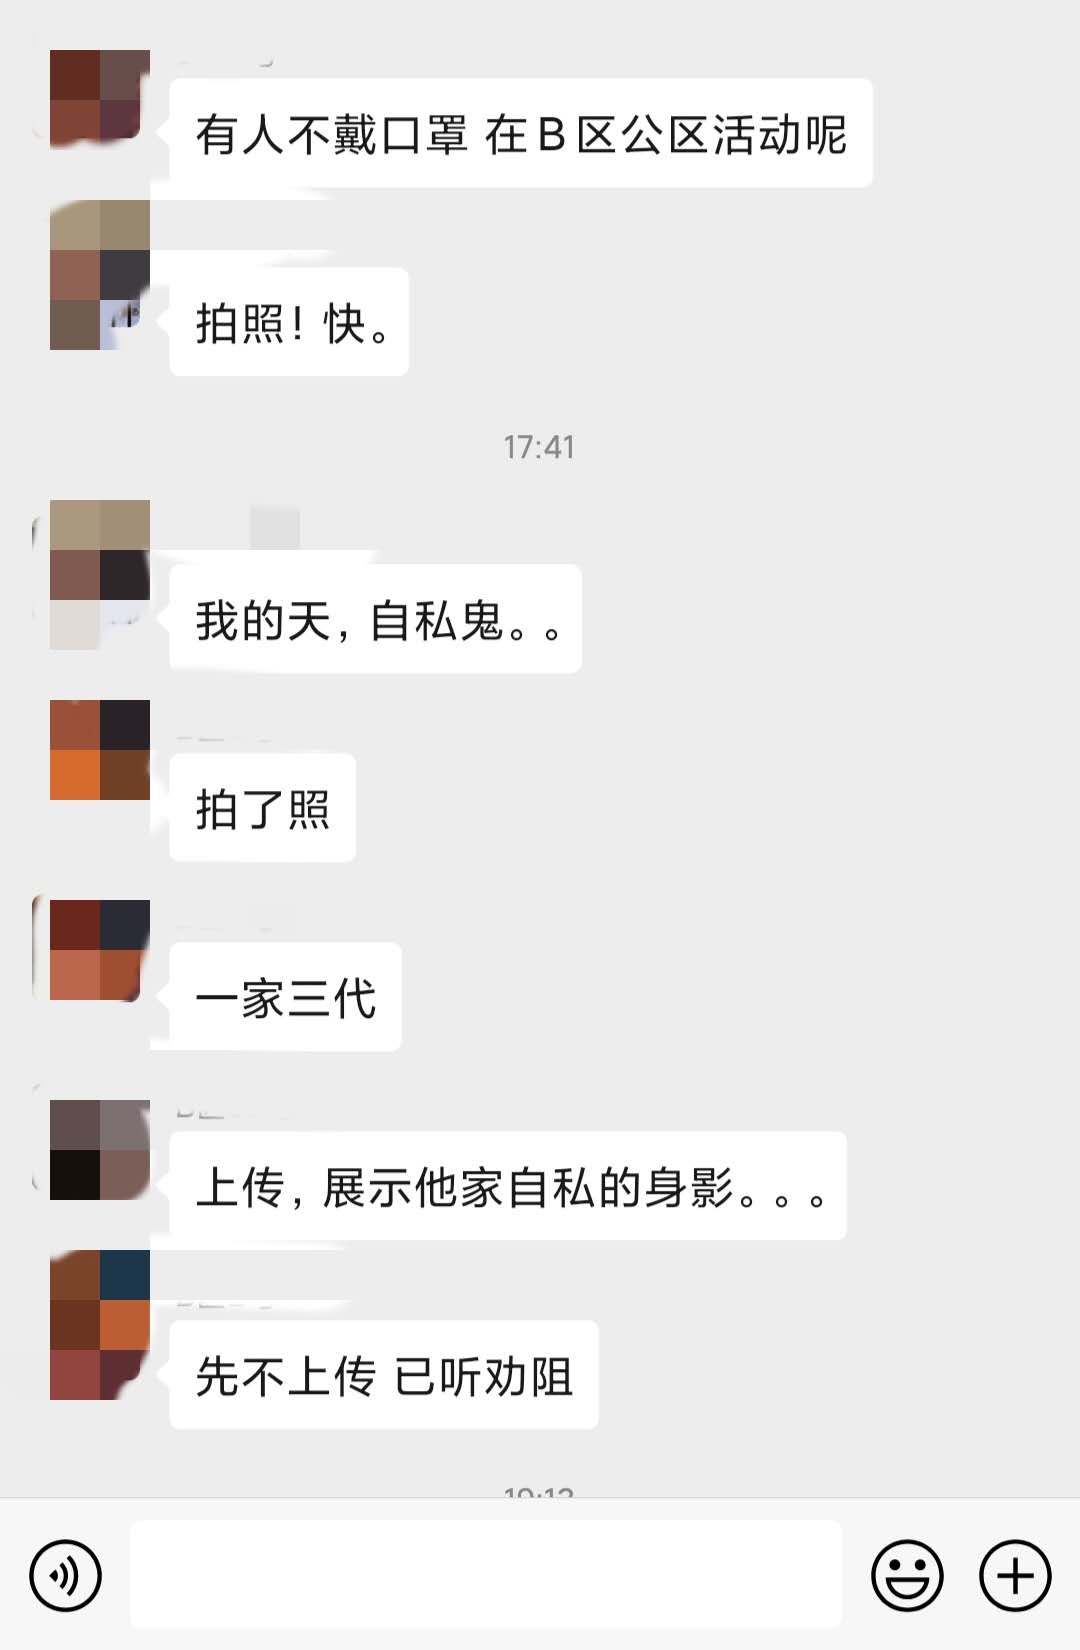 有人不戴口罩 在B区公区活动呢
拍照！快。
17:41
我的天，自私鬼。。
拍了照
一家三代
上传，展示他家自私的身影。。。
先不上传 已听劝阻